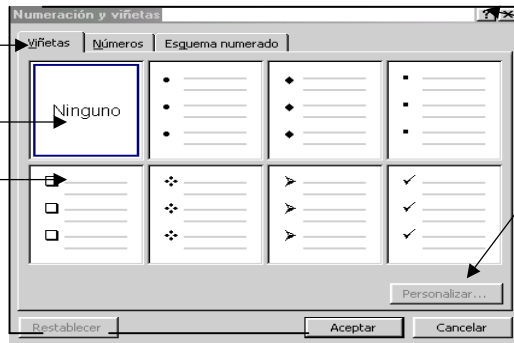 Numeración y viñetas
Viñetas Números Esquema numerado
Ninguno
Personalizar...
Restablecer Aceptar Cancelar